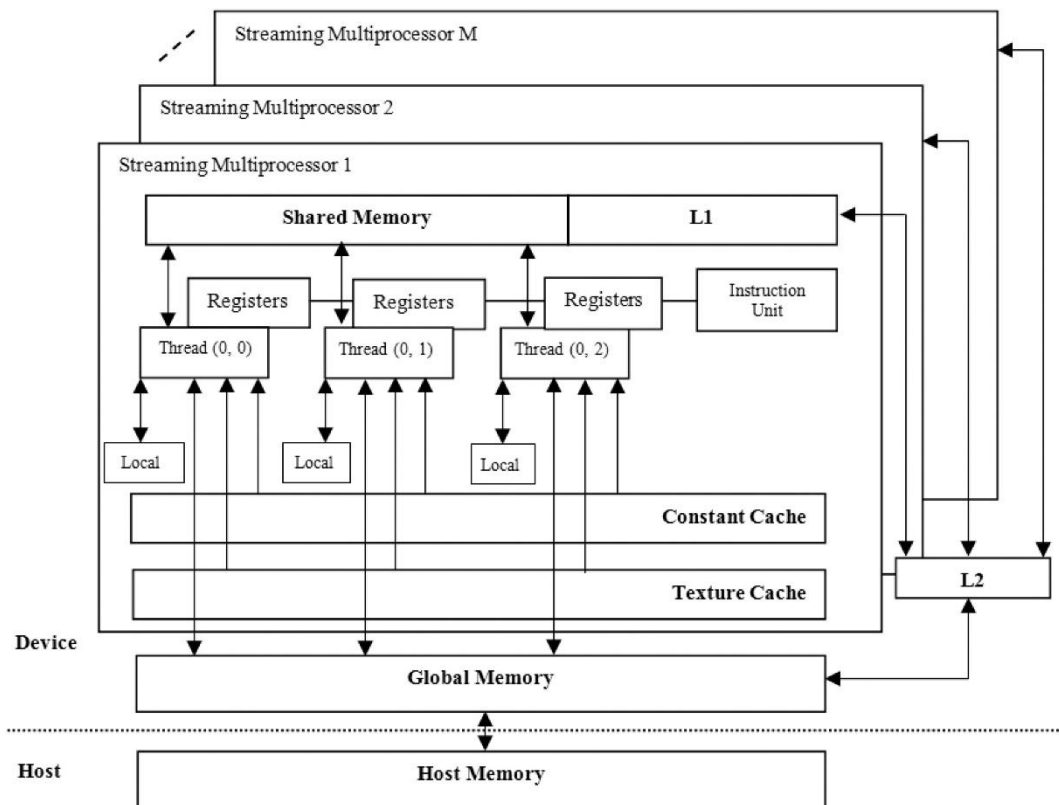 Streaming Multiprocessor M
Streaming Multiprocessor 2
Streaming Multiprocessor 1
Shared Memory
L1
Registers
Registers
Registers
Instruction
Unit
Thread (0, 0)
Thread (0, 1)
Thread (0, 2)
Local
Local
Local
Constant Cache
Texture Cache
L2
Device
Global Memory
Host
Host Memory